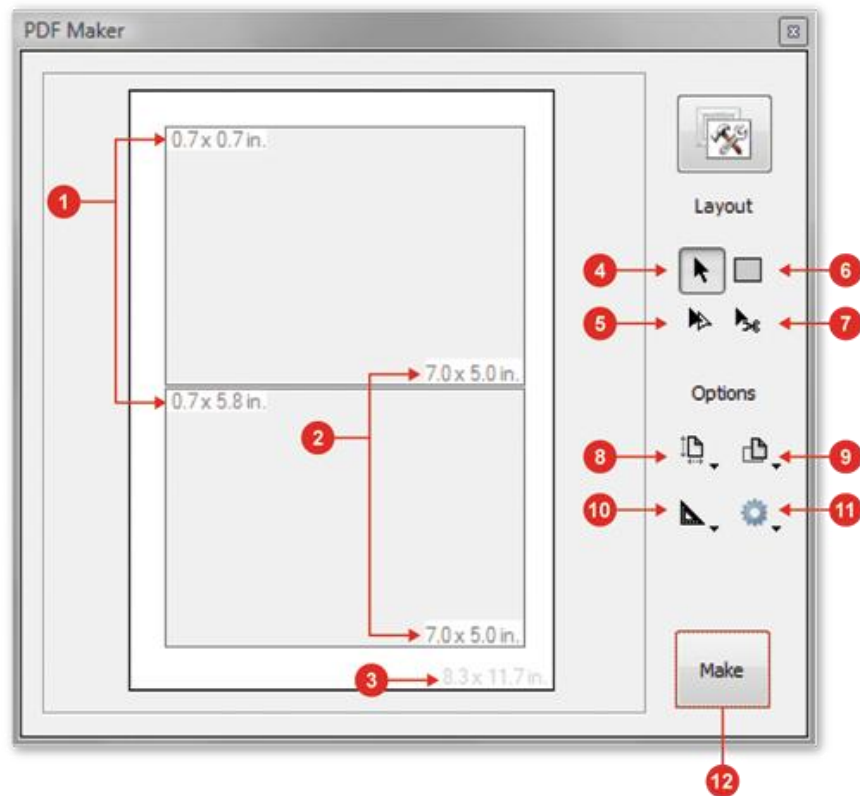 PDF Maker
0.7 x 0.7 in.
1
Layout
4
6
7.0 x 5.0 in.
5
7
0.7 x 5.8 in.
Options
2
8
9
10
11
7.0 x 5.0 in.
3
8.3 x 11.7 in.
Make
12